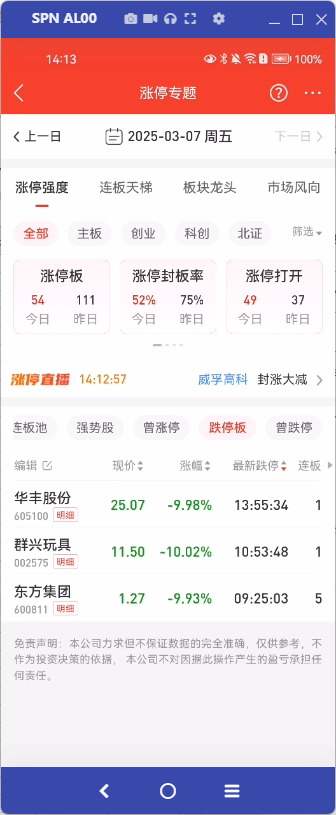 SPN AL00
14:13 100%
涨停专题
上一日 2025-03-07 周五 下一日
涨停强度 连板天梯 板块龙头 市场风向
全部 主板 创业 科创 北证 筛选
涨停板 涨停封板率 涨停打开
54 111 52% 75% 49 37
今日 昨日 今日 昨日 今日 昨日
涨停直播 14:12:57 威孚高科 封涨大减
连板池 强势股 曾涨停 跌停板 曾跌停
编辑 现价 涨幅 最新跌停 连板
华丰股份 25.07 -9.98% 13:55:34 1
605100 明细
群兴玩具 11.50 -10.02% 10:53:48 1
002575 明细
东方集团 1.27 -9.93% 09:25:03 5
600811 明细
免责声明：本公司力求但不保证数据的完全准确，仅供参考，不
作为投资决策的依据，本公司不对因据此操作产生的盈亏承担任
何责任。